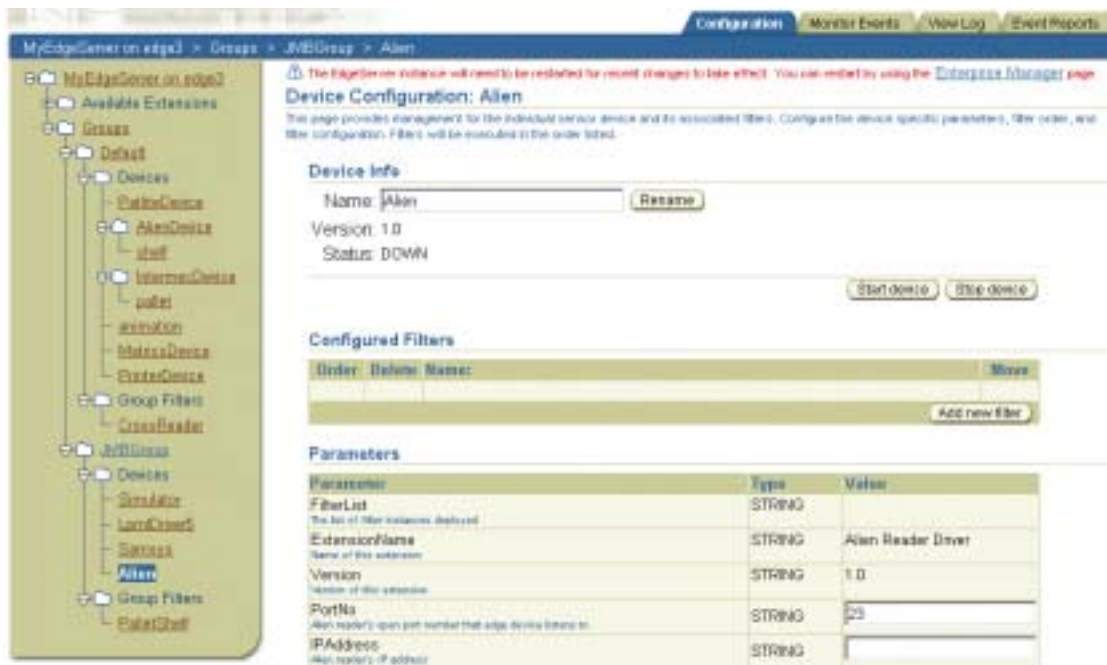 Configuration
Monitor Events
View Log
Event Reports
MyEdgeServer on edge3 > Groups > JMBGroup > Alien
MyEdgeServer on edge3
Available Extensions
Groups
Default
Devices
AlienDevice
shelf
IntermecDevice
pallet
animation
MatricsDevice
PrinterDevice
Group Filters
CrossReader
JMBGroup
Devices
Simulator
Alien
Group Filters
PalletShelf
The EdgeServer instance will need to be restarted for recent changes to take effect. You can restart by using the Enterprise Manager page.
Device Configuration: Alien
This page provides management for the individual service device and its associated filters. Configure the device specific parameters, filter order, and
filter configuration. Filters will be executed in the order listed.
Device Info
Name: Alien
Rename
Version: 1.0
Status: DOWN
Start device
Stop device
Configured Filters
Order Delete Name: Move
Add new filter
Parameters
Parameter Type Value
FilterList STRING
The list of filter instances deployed
ExtensionName STRING Alien Reader Driver
Name of this extension
Version STRING 1.0
Version of this extension
PortNo STRING 23
Alien reader's open port number that edge device listens to
IPAddress STRING
Alien reader's IP address